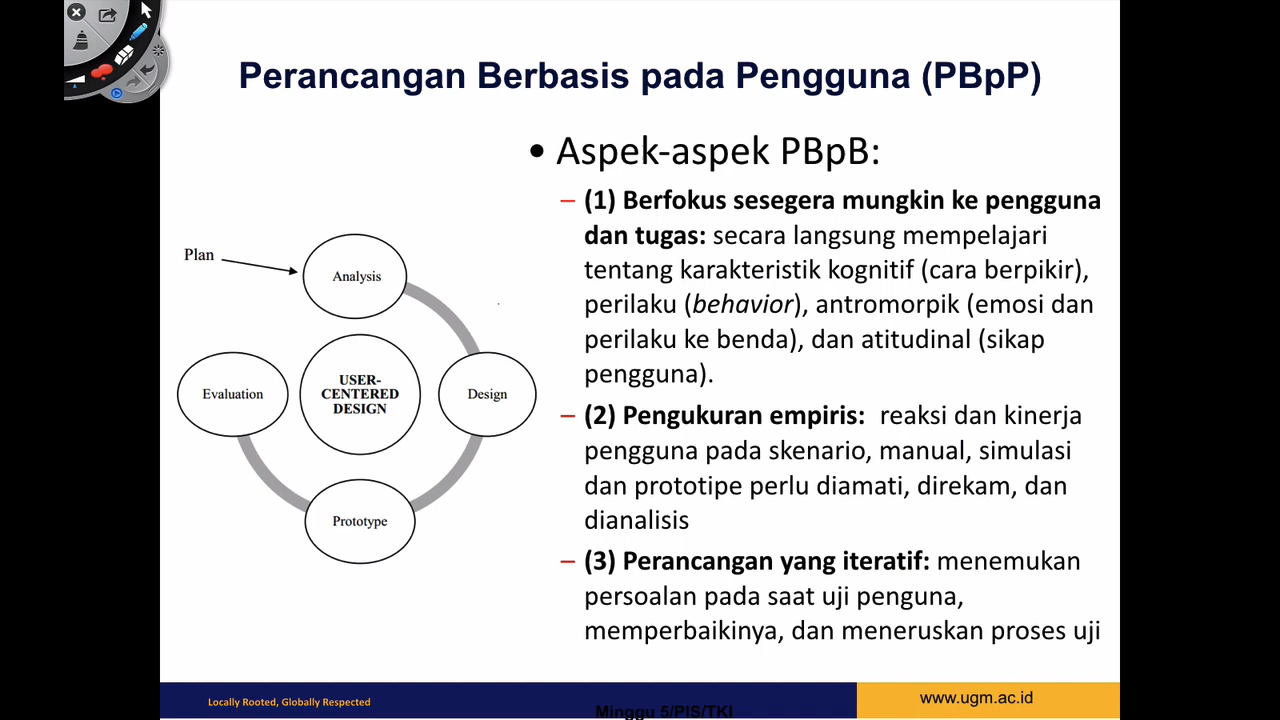 Perancangan Berbasis pada Pengguna (PBpP)
• Aspek-aspek PBpB:
– (1) Berfokus sesegera mungkin ke pengguna
dan tugas: secara langsung mempelajari
tentang karakteristik kognitif (cara berpikir),
perilaku (behavior), antromorpik (emosi dan
perilaku ke benda), dan atitudinal (sikap
pengguna).
– (2) Pengukuran empiris: reaksi dan kinerja
pengguna pada skenario, manual, simulasi
dan prototipe perlu diamati, direkam, dan
dianalisis
– (3) Perancangan yang iteratif: menemukan
persoalan pada saat uji penguna,
memperbaikinya, dan meneruskan proses uji
Plan
Analysis
Evaluation
USER-
CENTERED
DESIGN
Design
Prototype
Locally Rooted, Globally Respected
Minggu 5/PIS/TKI
www.ugm.ac.id